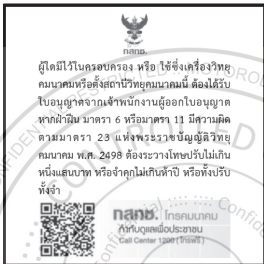 กสทช.
ผู้ใดมีไว้ในครอบครอง หรือ ใช้ซึ่งเครื่องวิทยุ
คมนาคมหรือตั้งสถานีวิทยุคมนาคมนี้ ต้องได้รับ
ใบอนุญาตจากเจ้าพนักงานผู้ออกใบอนุญาต
หากฝ่าฝืน มาตรา 6 หรือมาตรา 11 มีความผิด
ตามมาตรา 23 แห่งพระราชบัญญัติวิทยุ
คมนาคม พ.ศ. 2498 ต้องระวางโทษปรับไม่เกิน
หนึ่งแสนบาท หรือจำคุกไม่เกินห้าปี หรือทั้งปรับ
ทั้งจำ
กสทช. โทรคมนาคม
กำกับดูแลเพื่อประชาชน
Call Center 1200 (โทรฟรี)